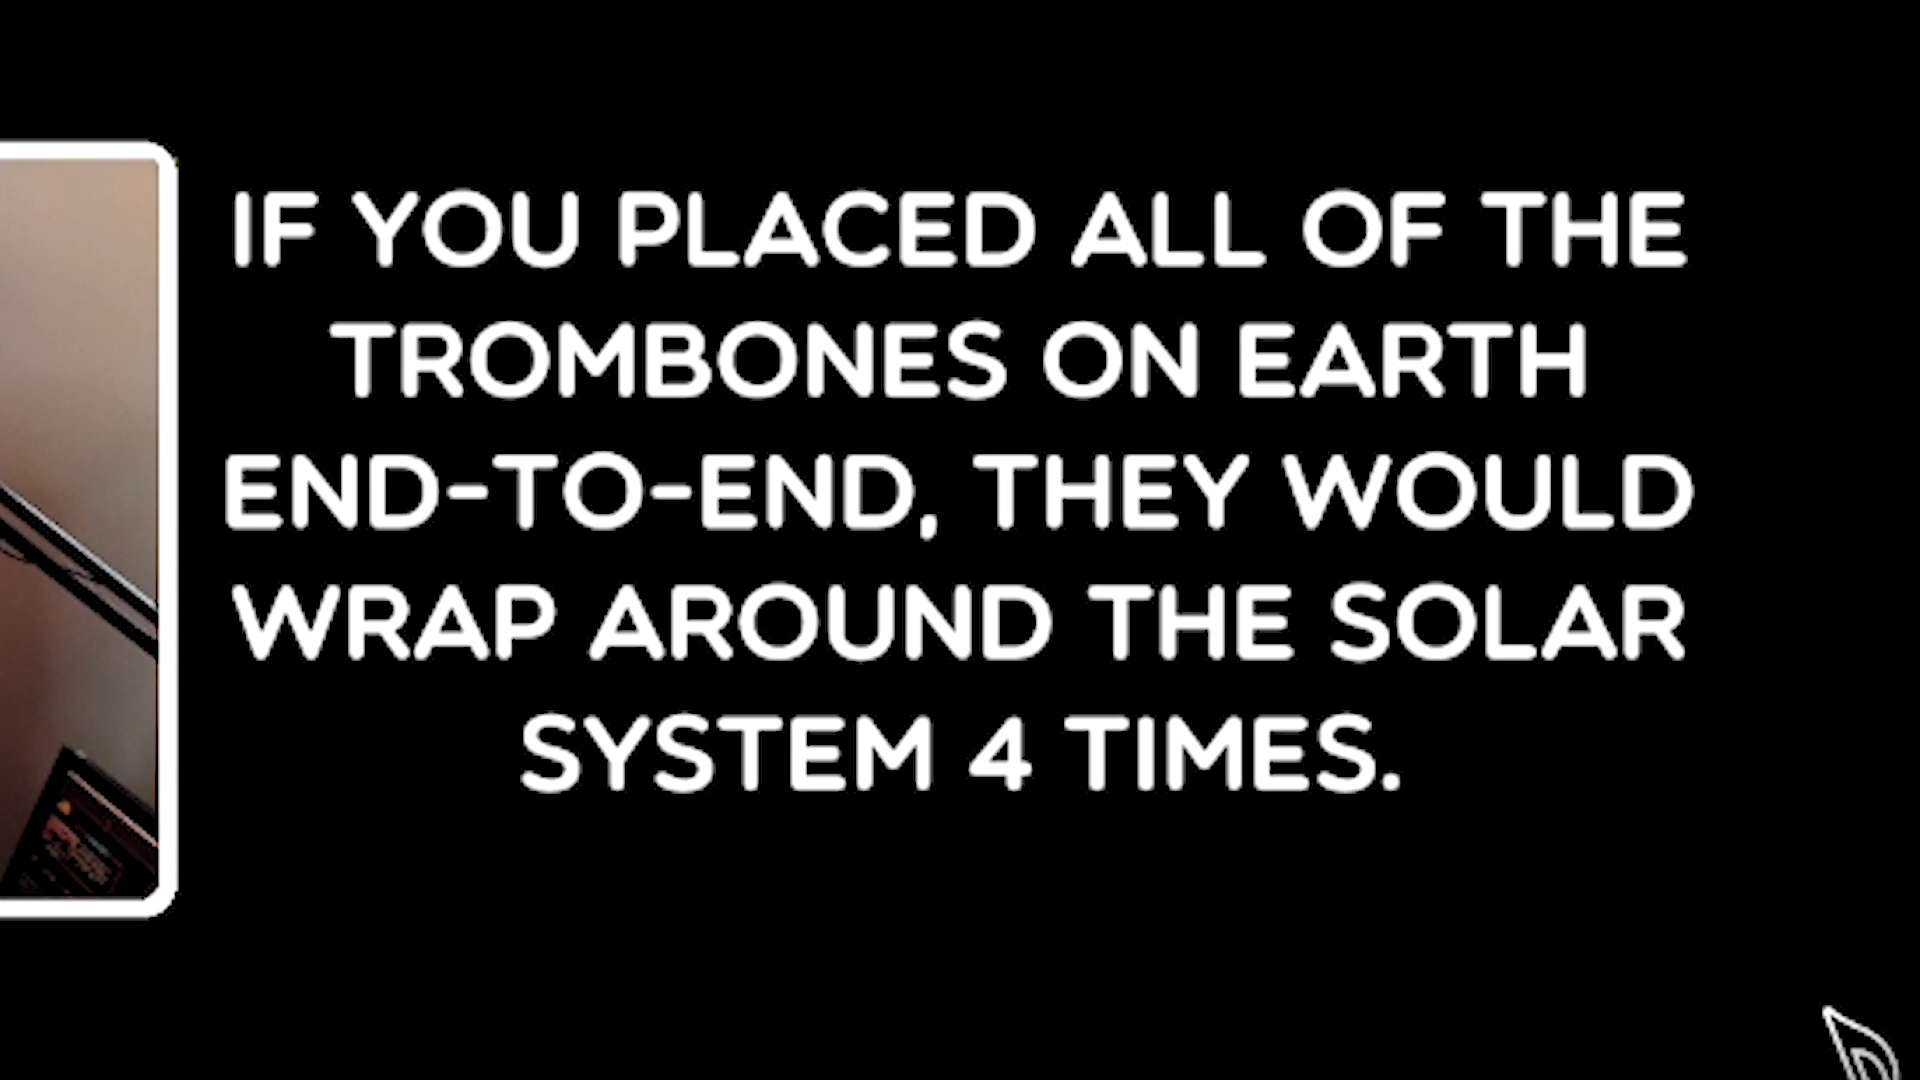 IF YOU PLACED ALL OF THE
TROMBONES ON EARTH
END-TO-END, THEY WOULD
WRAP AROUND THE SOLAR
SYSTEM 4 TIMES.